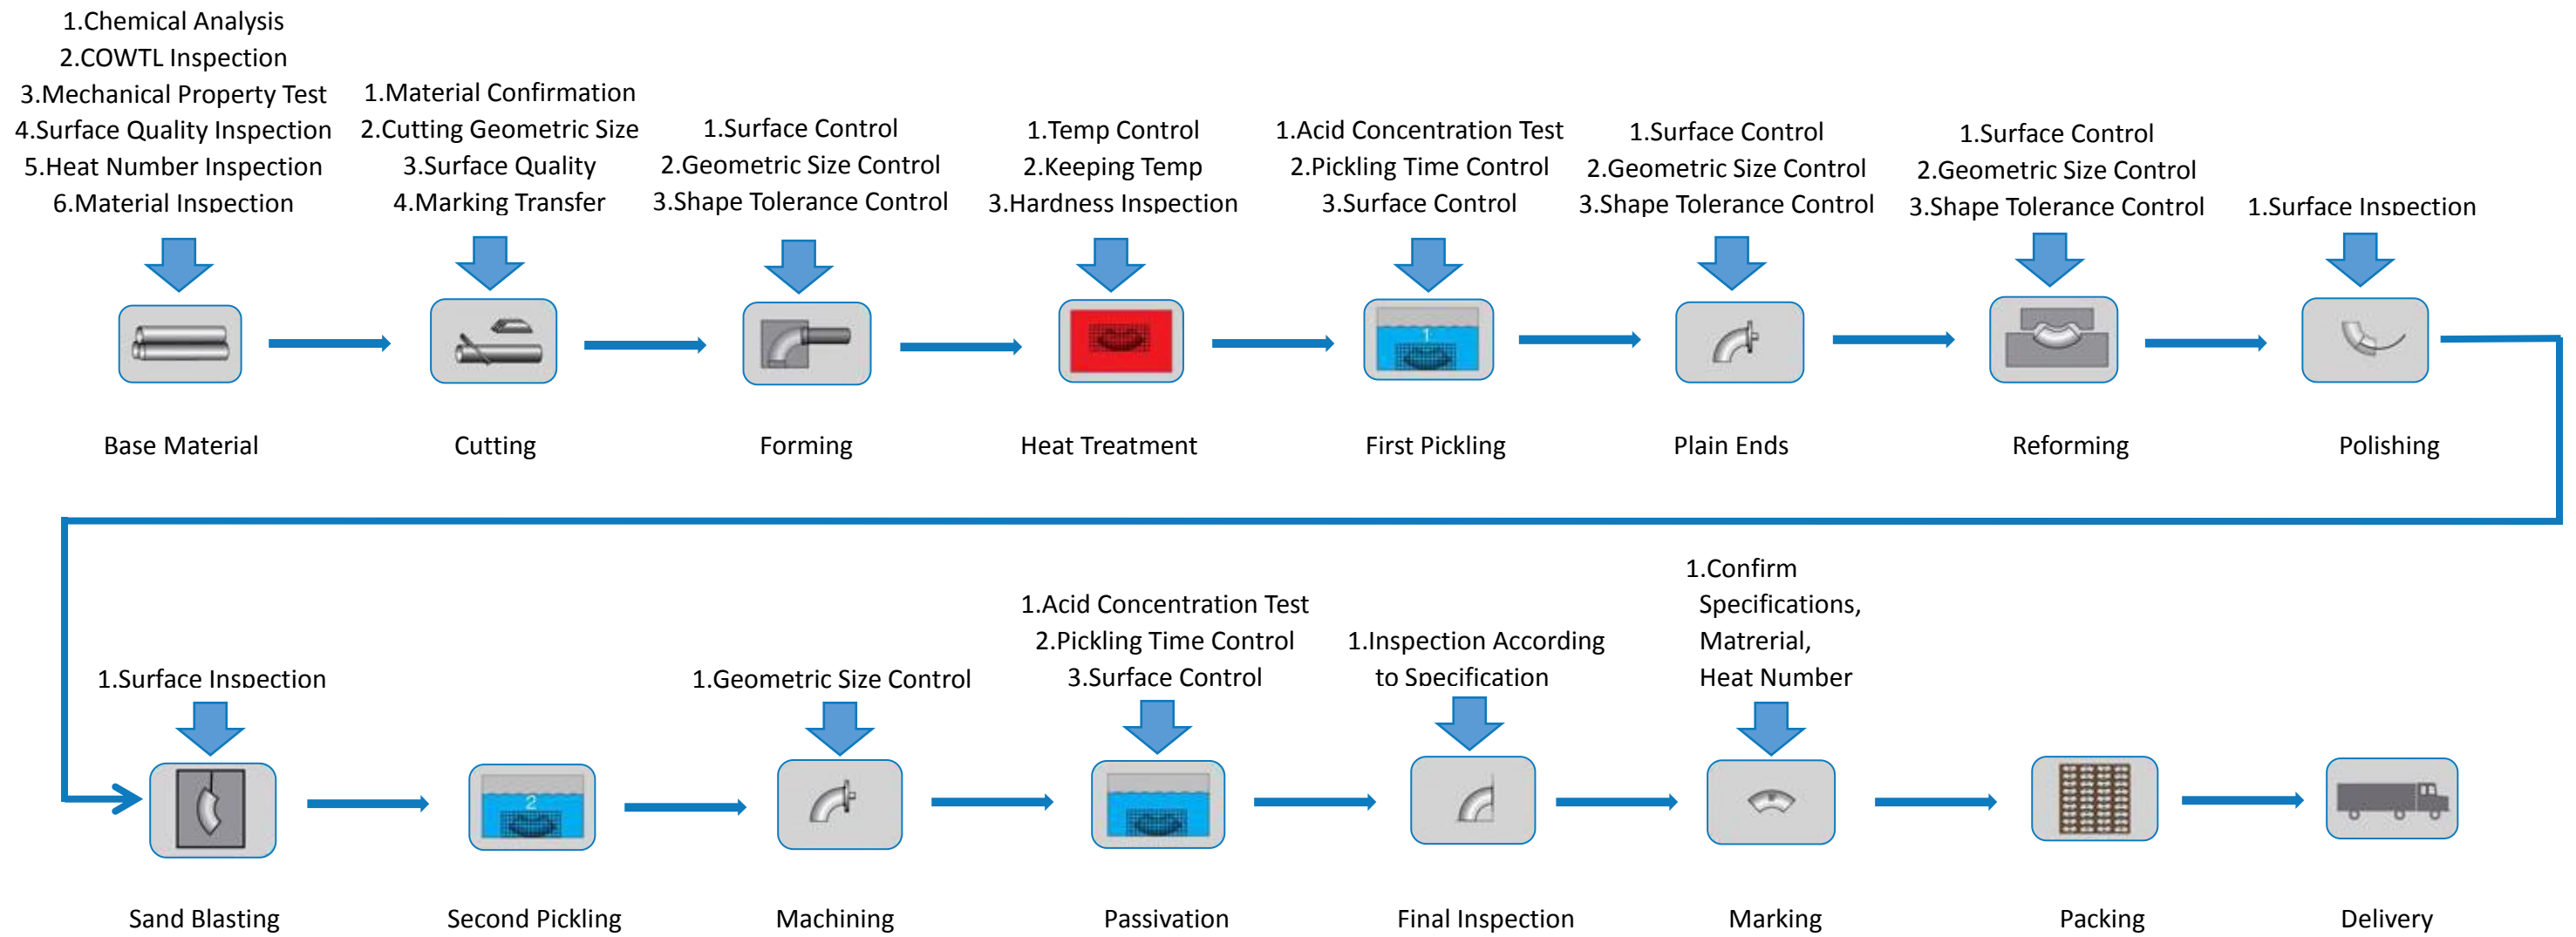 1.Chemical Analysis
2.COWTL Inspection
3.Mechanical Property Test
4.Surface Quality Inspection
5.Heat Number Inspection
6.Material Inspection
1.Material Confirmation
2.Cutting Geometric Size
3.Surface Quality
4.Marking Transfer
1.Surface Control
2.Geometric Size Control
3.Shape Tolerance Control
1.Temp Control
2.Keeping Temp
3.Hardness Inspection
1.Acid Concentration Test
2.Pickling Time Control
3.Surface Control
1.Surface Control
2.Geometric Size Control
3.Shape Tolerance Control
1.Surface Control
2.Geometric Size Control
3.Shape Tolerance Control
1.Surface Inspection
1
Base Material
Cutting
Forming
Heat Treatment
First Pickling
Plain Ends
Reforming
Polishing
1.Surface Inspection
1.Geometric Size Control
1.Acid Concentration Test
2.Pickling Time Control
3.Surface Control
1.Inspection According
to Specification
1.Confirm
Specifications,
Matrerial,
Heat Number
2
Sand Blasting
Second Pickling
Machining
Passivation
Final Inspection
Marking
Packing
Delivery